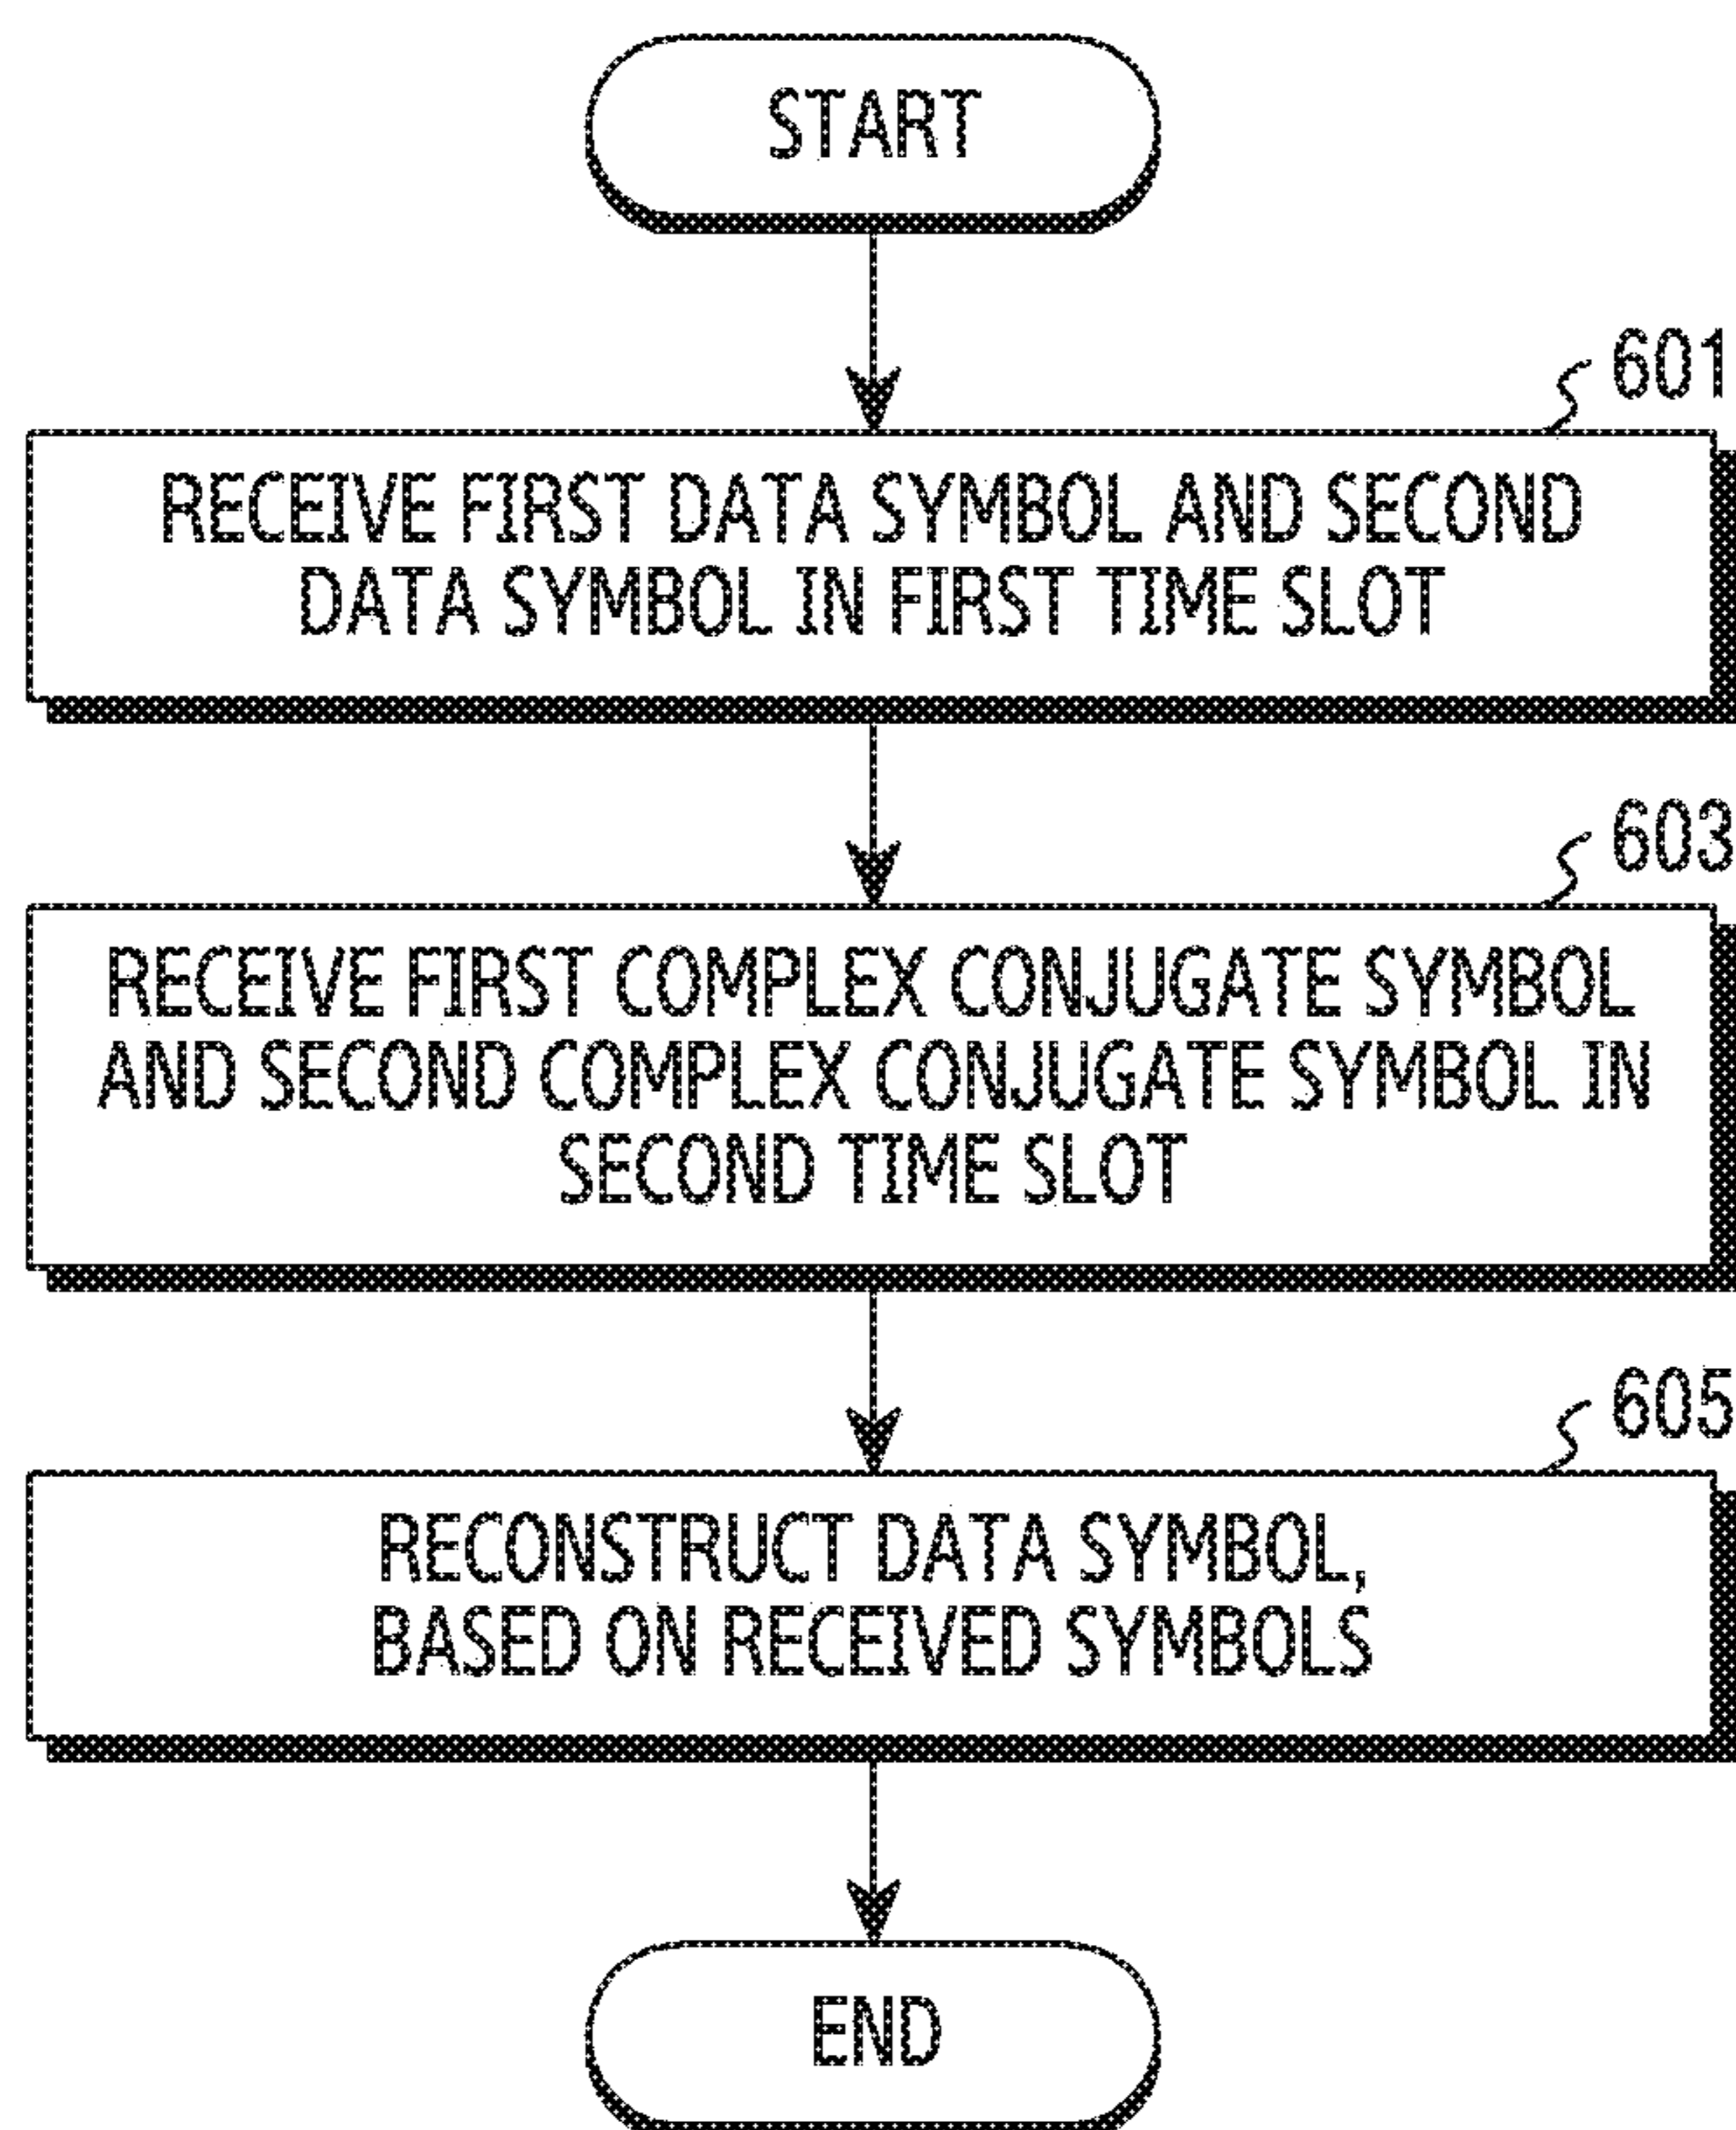 START
601
RECEIVE FIRST DATA SYMBOL AND SECOND
DATA SYMBOL IN FIRST TIME SLOT
603
RECEIVE FIRST COMPLEX CONJUGATE SYMBOL
AND SECOND COMPLEX CONJUGATE SYMBOL IN
SECOND TIME SLOT
605
RECONSTRUCT DATA SYMBOL,
BASED ON RECEIVED SYMBOLS
END